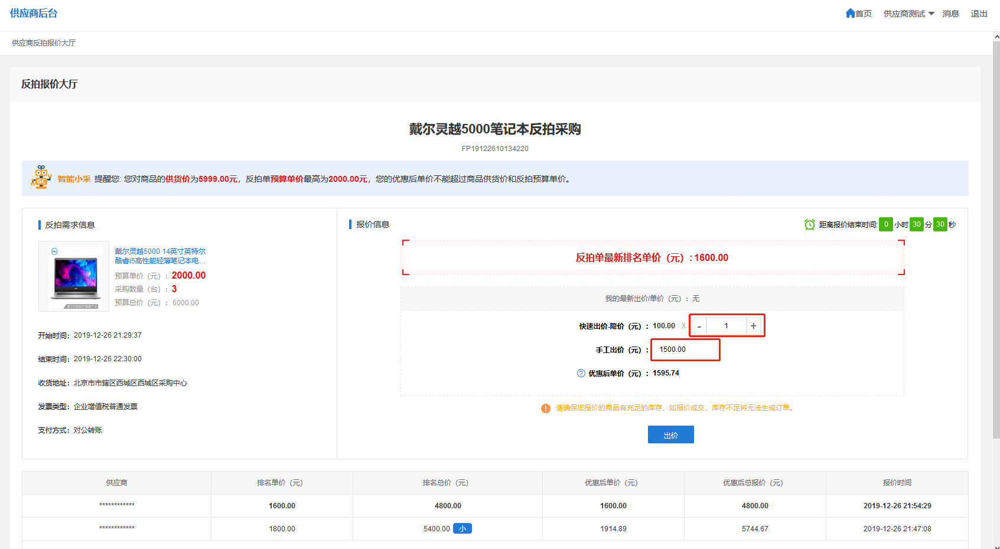 供应商后台
首页 供应商测试 消息 退出
供应商反拍报价大厅
反拍报价大厅
戴尔灵越5000笔记本反拍采购
FP19122610134220
智能小采 提醒您: 您对商品的供货价为5999.00元，反拍单预算单价最高为2000.00元，您的优惠后单价不能超过商品供货价和反拍预算单价。
反拍需求信息
戴尔灵越5000 14英寸英特尔
酷睿i5高性能轻薄笔记本电...
预算单价（元）：2000.00
采购数量（台）：3
预算总价（元）：6000.00
开始时间：2019-12-26 21:29:37
结束时间：2019-12-26 22:30:00
收货地址：北京市市辖区西城区西城区采购中心
发票类型：企业增值税普通发票
支付方式：对公转账
报价信息
距离报价结束时间: 0 小时 30 分 30 秒
反拍单最新排名单价（元）: 1600.00
我的最新出价/单价（元）：无
快速出价-降价（元）：100.00 X - 1 +
手工出价（元）：1500.00
? 优惠后单价（元）：1595.74
! 请确保您报价的商品有充足的库存，如报价成交，库存不足将无法生成订单。
出价
供应商 排名单价（元） 排名总价（元） 优惠后单价（元） 优惠后总报价（元） 报价时间
************ 1600.00 4800.00 1600.00 4800.00 2019-12-26 21:54:29
************ 1800.00 5400.00 小 1914.89 5744.67 2019-12-26 21:47:08